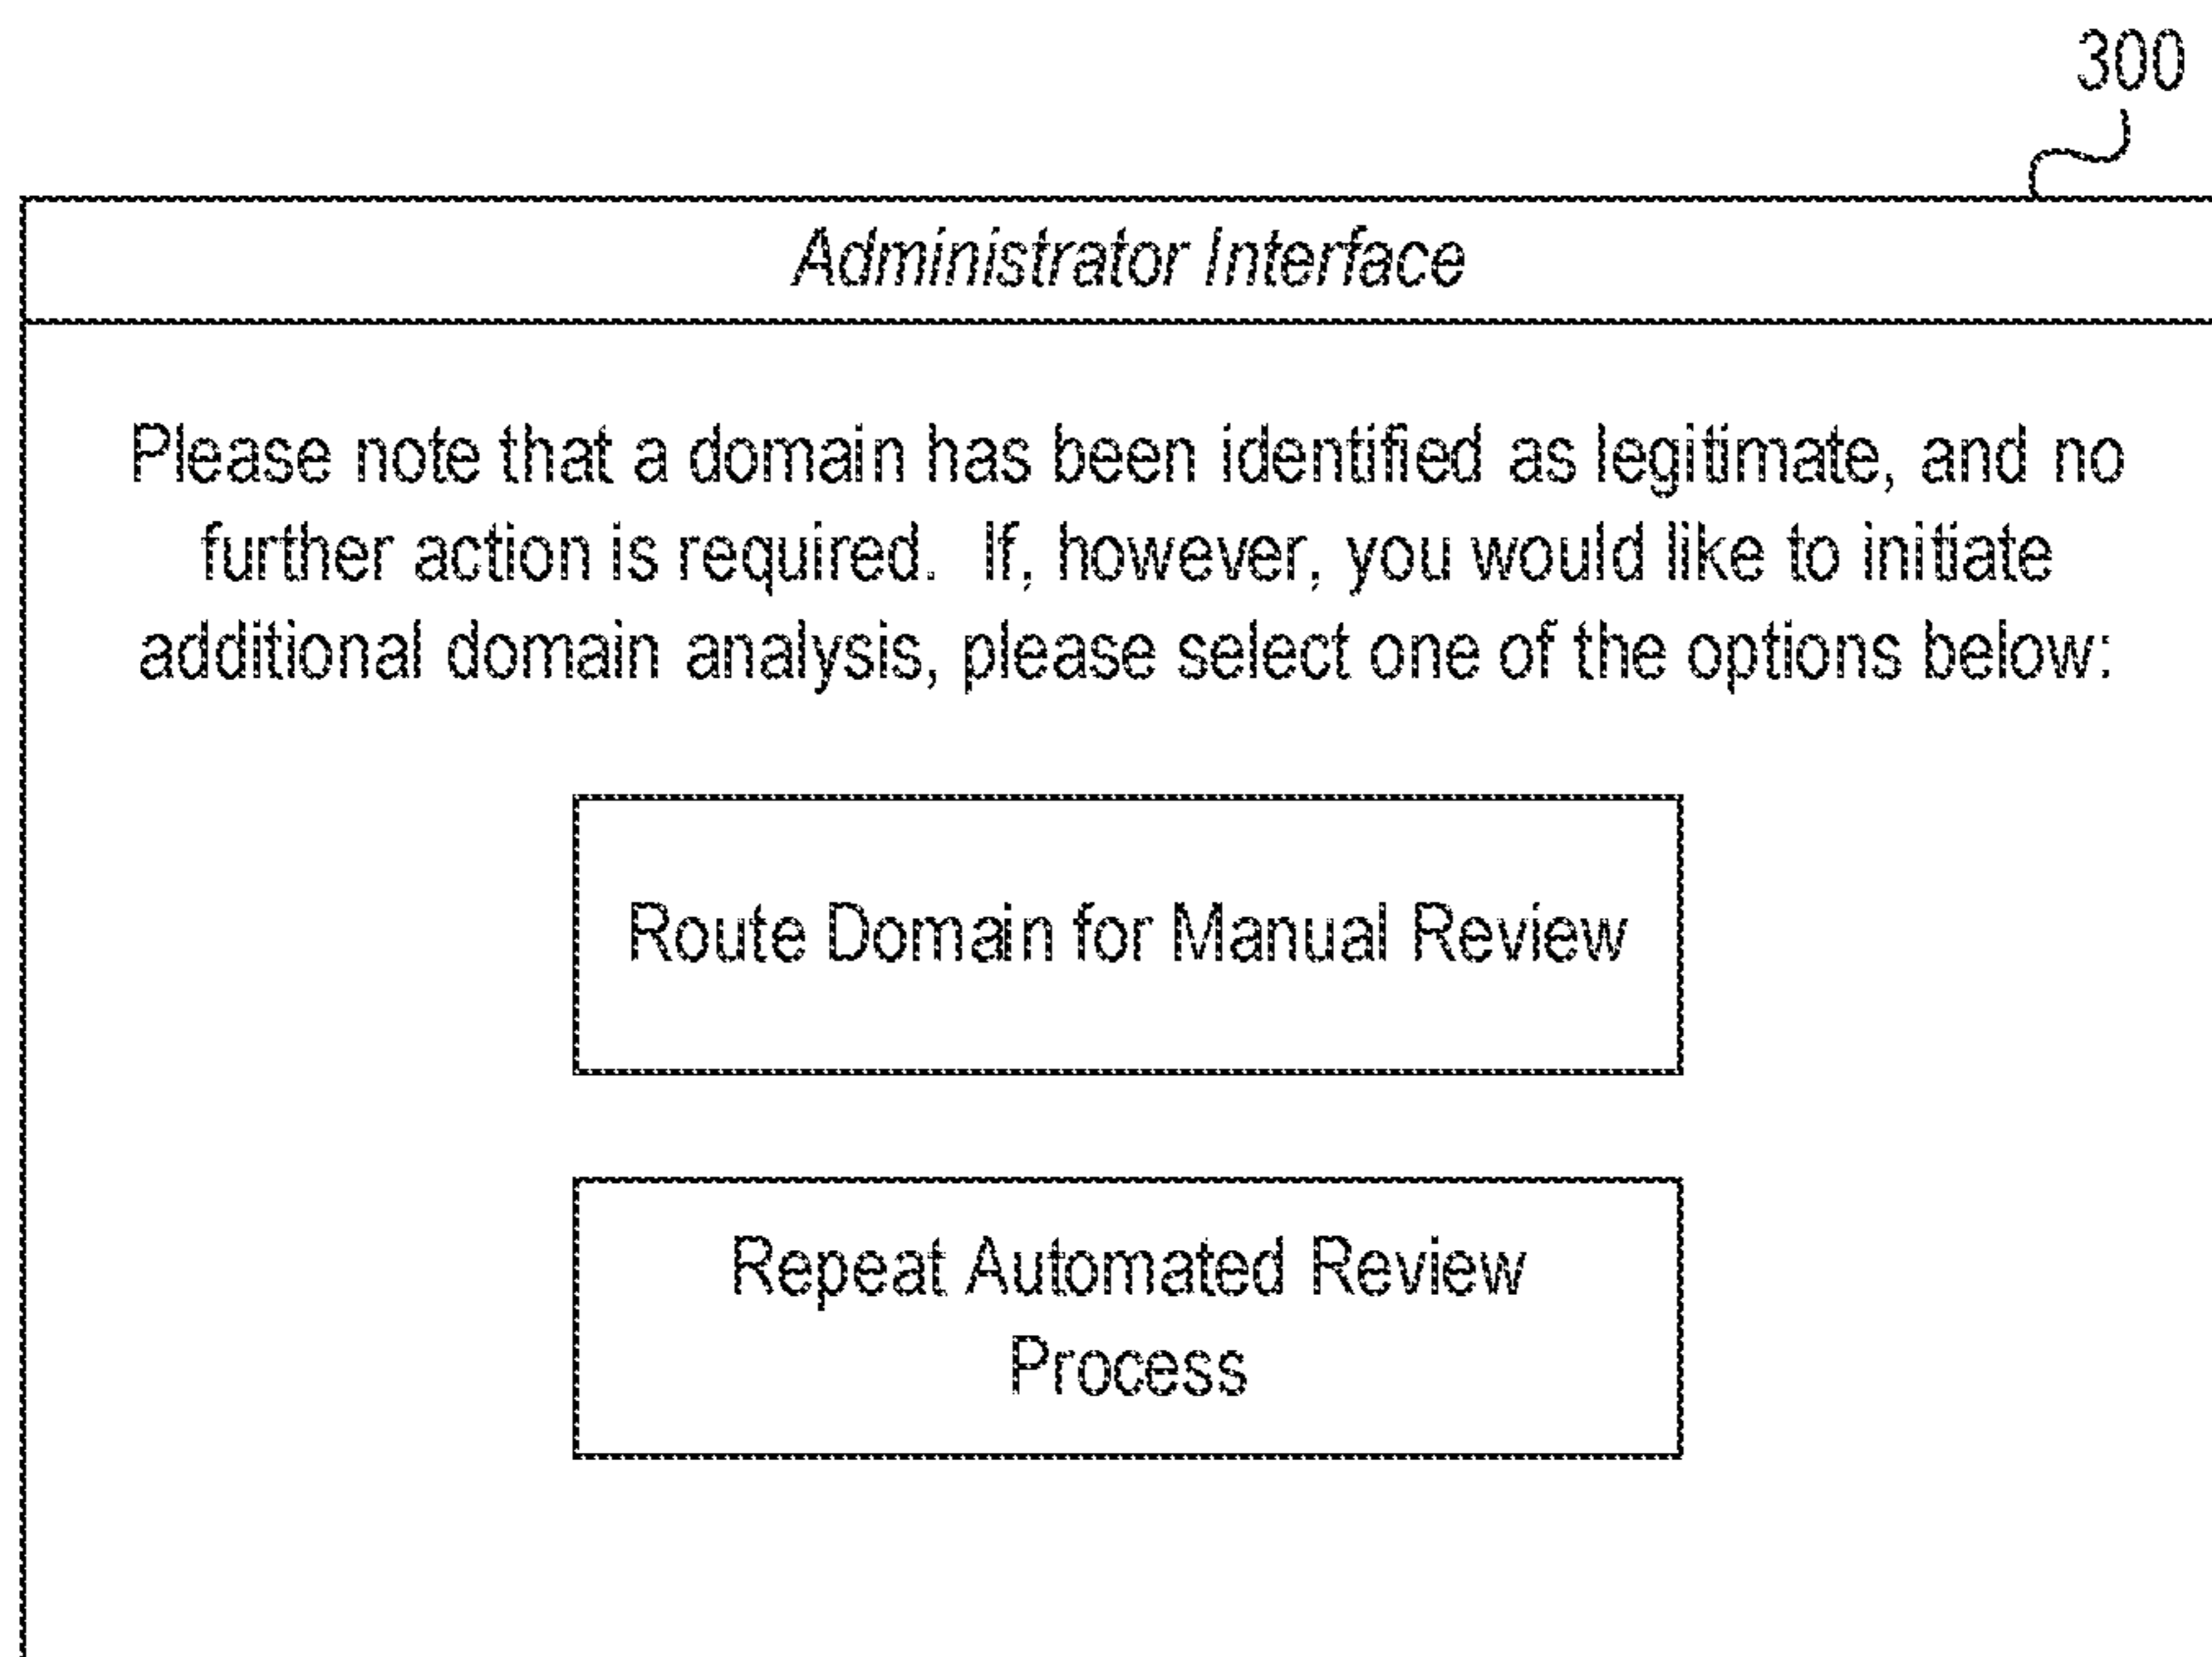 300
Administrator Interface
Please note that a domain has been identified as legitimate, and no
further action is required.  If, however, you would like to initiate
additional domain analysis, please select one of the options below:
Route Domain for Manual Review
Repeat Automated Review
Process